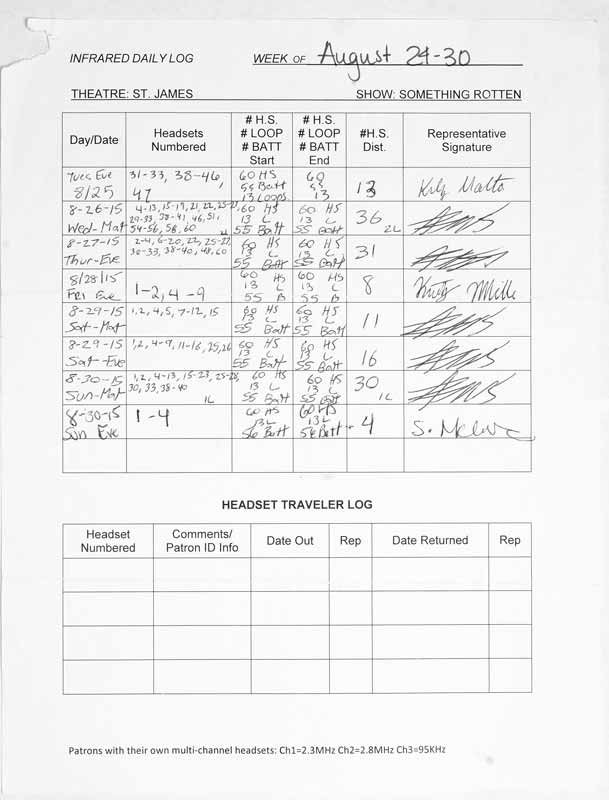 INFRARED DAILY LOG WEEK OF August 24-30
THEATRE: ST. JAMES SHOW: SOMETHING ROTTEN
Day/Date Headsets Numbered # H.S. # LOOP # BATT Start # H.S. # LOOP # BATT End #H.S. Dist. Representative Signature
Tues Eve 31-33, 38-46, 60 HS 60
8/25 47 55 Batt 55 13
13 Loops 13
8-26-15 4-13, 15-19, 21, 22, 25-27, 60 HS 60 HS 36
29-33, 38-41, 46, 51, 13 L 13 L
Wed-Mat 54-56, 58, 60 55 Batt 55 Batt 2L
8-27-15 2-4, 6-20, 22, 25-27, 60 HS 60 HS 31
Thur-Eve 30-33, 38-40, 48, 60 13 L 13 L
55 Batt 55 Batt
8/28/15 60 HS 60 HS 8
Fri Eve 1-2, 4-9 13 L 13 L
55 B 55 B
8-29-15 1, 2, 4, 5, 7-12, 15 60 HS 60 HS 11
Sat-Mat 13 L 13 L
55 Batt 55 Batt
8-29-15 1, 2, 4-9, 11-16, 25, 26 60 HS 60 HS 16
Sat-Eve 13 L 13 L
55 Batt 55 Batt
8-30-15 1, 2, 4-13, 15-23, 25-28, 60 HS 60 HS 30
Sun-Mat 30, 33, 38-40 13 L 13 L
1L 55 Batt 55 Batt 1L
8-30-15 1-4 60 HS 60 HS 4
Sun Eve 13L 13L
56 Batt 56 Batt
HEADSET TRAVELER LOG
Headset Numbered Comments/ Patron ID Info Date Out Rep Date Returned Rep
Patrons with their own multi-channel headsets: Ch1=2.3MHz Ch2=2.8MHz Ch3=95KHz